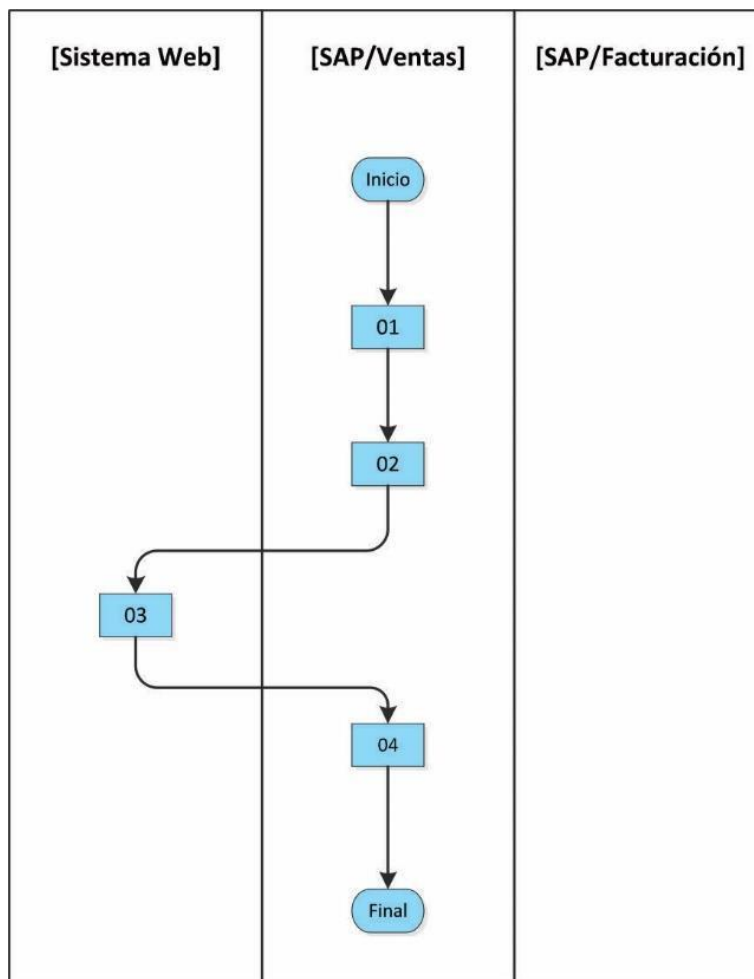 [Sistema Web]
[SAP/Ventas]
[SAP/Facturación]
Inicio
01
02
03
04
Final